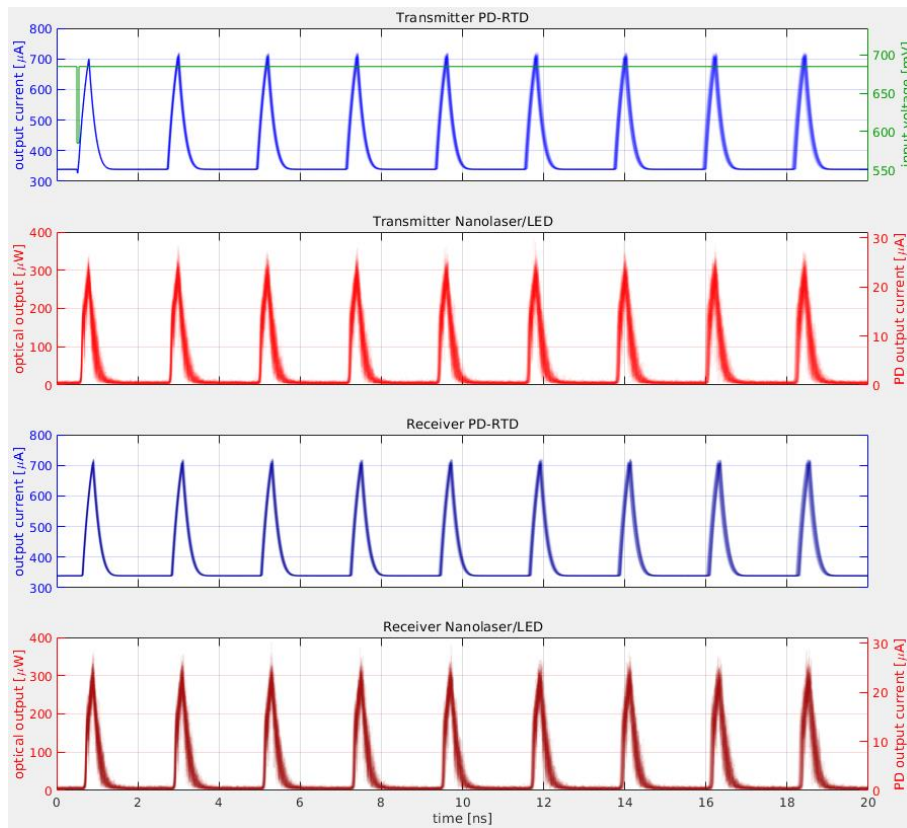 Transmitter PD-RTD
output current [μA]
800
700
600
500
400
300
700
650
600
550
input voltage [mV]
Transmitter Nanolaser/LED
optical output [μW]
400
300
200
100
0
30
20
10
0
PD output current [μA]
Receiver PD-RTD
output current [μA]
800
700
600
500
400
300
Receiver Nanolaser/LED
optical output [μW]
400
300
200
100
0
30
20
10
0
PD output current [μA]
0 2 4 6 8 10 12 14 16 18 20
time [ns]